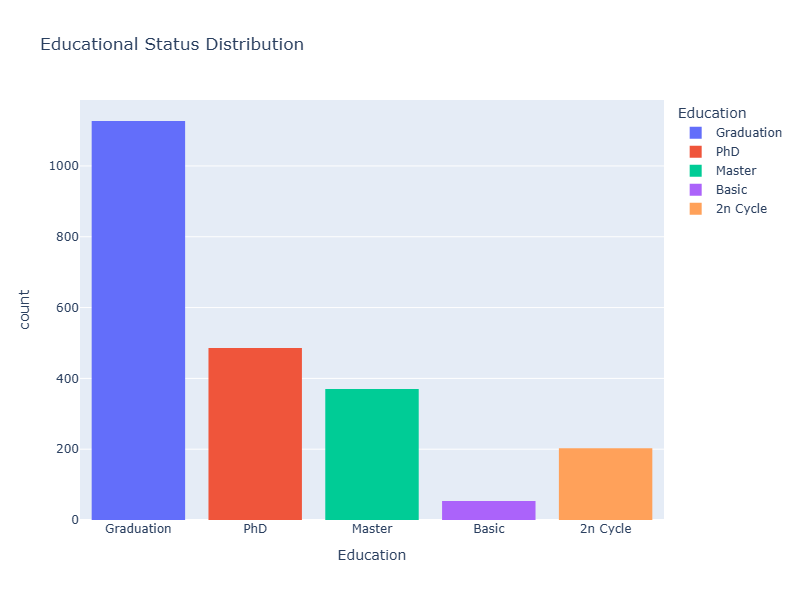 Educational Status Distribution
Education
Graduation
PhD
Master
Basic
2n Cycle
1000
800
600
400
200
0
count
Graduation PhD Master Basic 2n Cycle
Education